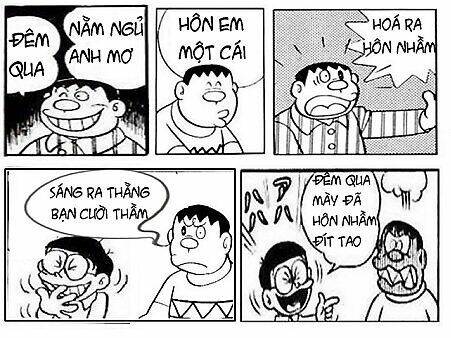 ĐÊM
QUA
NẰM NGỦ
ANH MƠ
HÔN EM
MỘT CÁI
HOÁ RA
HÔN NHẦM
SÁNG RA THẰNG
BẠN CƯỜI THẦM
ĐÊM QUA
MÀY ĐÃ
HÔN NHẦM
ĐÍT TAO